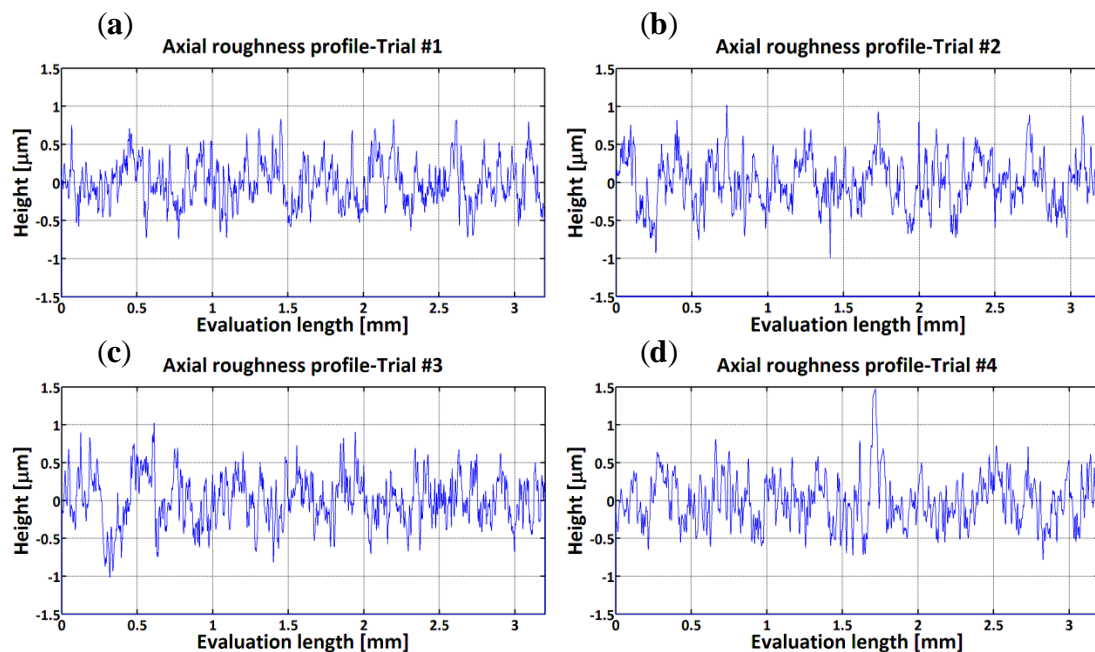 (a)
Axial roughness profile-Trial #1
Height [µm]
1.5
1
0.5
0
-0.5
-1
-1.5
0 0.5 1 1.5 2 2.5 3
Evaluation length [mm]
(b)
Axial roughness profile-Trial #2
Height [µm]
1.5
1
0.5
0
-0.5
-1
-1.5
0 0.5 1 1.5 2 2.5 3
Evaluation length [mm]
(c)
Axial roughness profile-Trial #3
Height [µm]
1.5
1
0.5
0
-0.5
-1
-1.5
0 0.5 1 1.5 2 2.5 3
Evaluation length [mm]
(d)
Axial roughness profile-Trial #4
Height [µm]
1.5
1
0.5
0
-0.5
-1
-1.5
0 0.5 1 1.5 2 2.5 3
Evaluation length [mm]